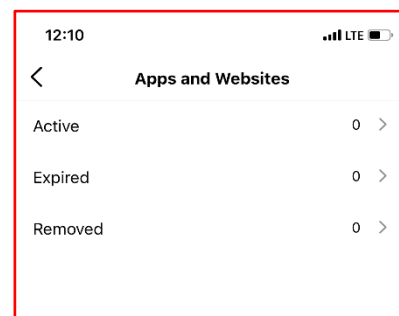 12:10 LTE
Apps and Websites
Active 0
Expired 0
Removed 0